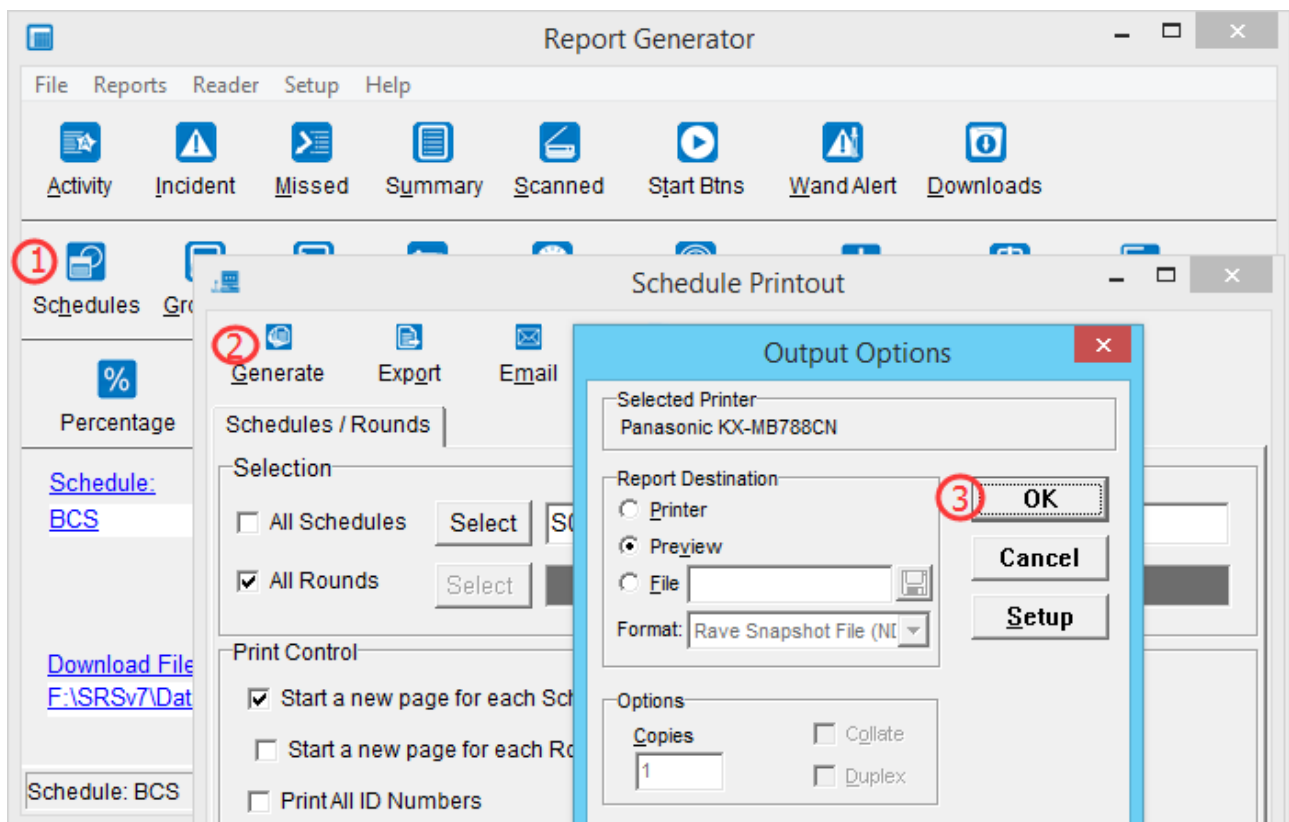 Report Generator
File Reports Reader Setup Help
Activity Incident Missed Summary Scanned Start Btns Wand Alert Downloads
1
Schedules
Schedule Printout
2
Generate Export Email
Output Options
%
Percentage
Schedules / Rounds
Selected Printer
Panasonic KX-MB788CN
Schedule:
BCS
Selection
All Schedules Select
All Rounds Select
Report Destination
Printer
Preview
File
Format: Rave Snapshot File
3
OK
Cancel
Setup
Download File
F:\SRSv7\Dat
Print Control
Start a new page for each
Start a new page for each
Print All ID Numbers
Options
Copies
1
Collate
Duplex
Schedule: BCS